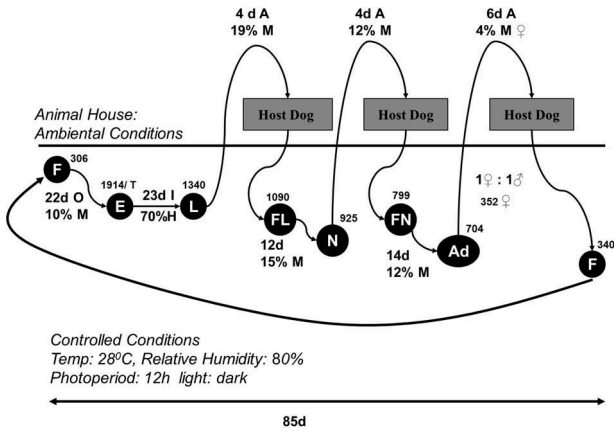 4 d A
19% M
4d A
12% M
6d A
4% M ♀
Animal House:
Ambiental Conditions
Host Dog
Host Dog
Host Dog
F
306
22d O
10% M
1914/ T
E
23d I
70%H
1340
L
1090
FL
12d
15% M
925
N
799
FN
14d
12% M
704
Ad
1♀ : 1♂
352 ♀
340
F
Controlled Conditions
Temp: 28⁰C, Relative Humidity: 80%
Photoperiod: 12h light: dark
85d